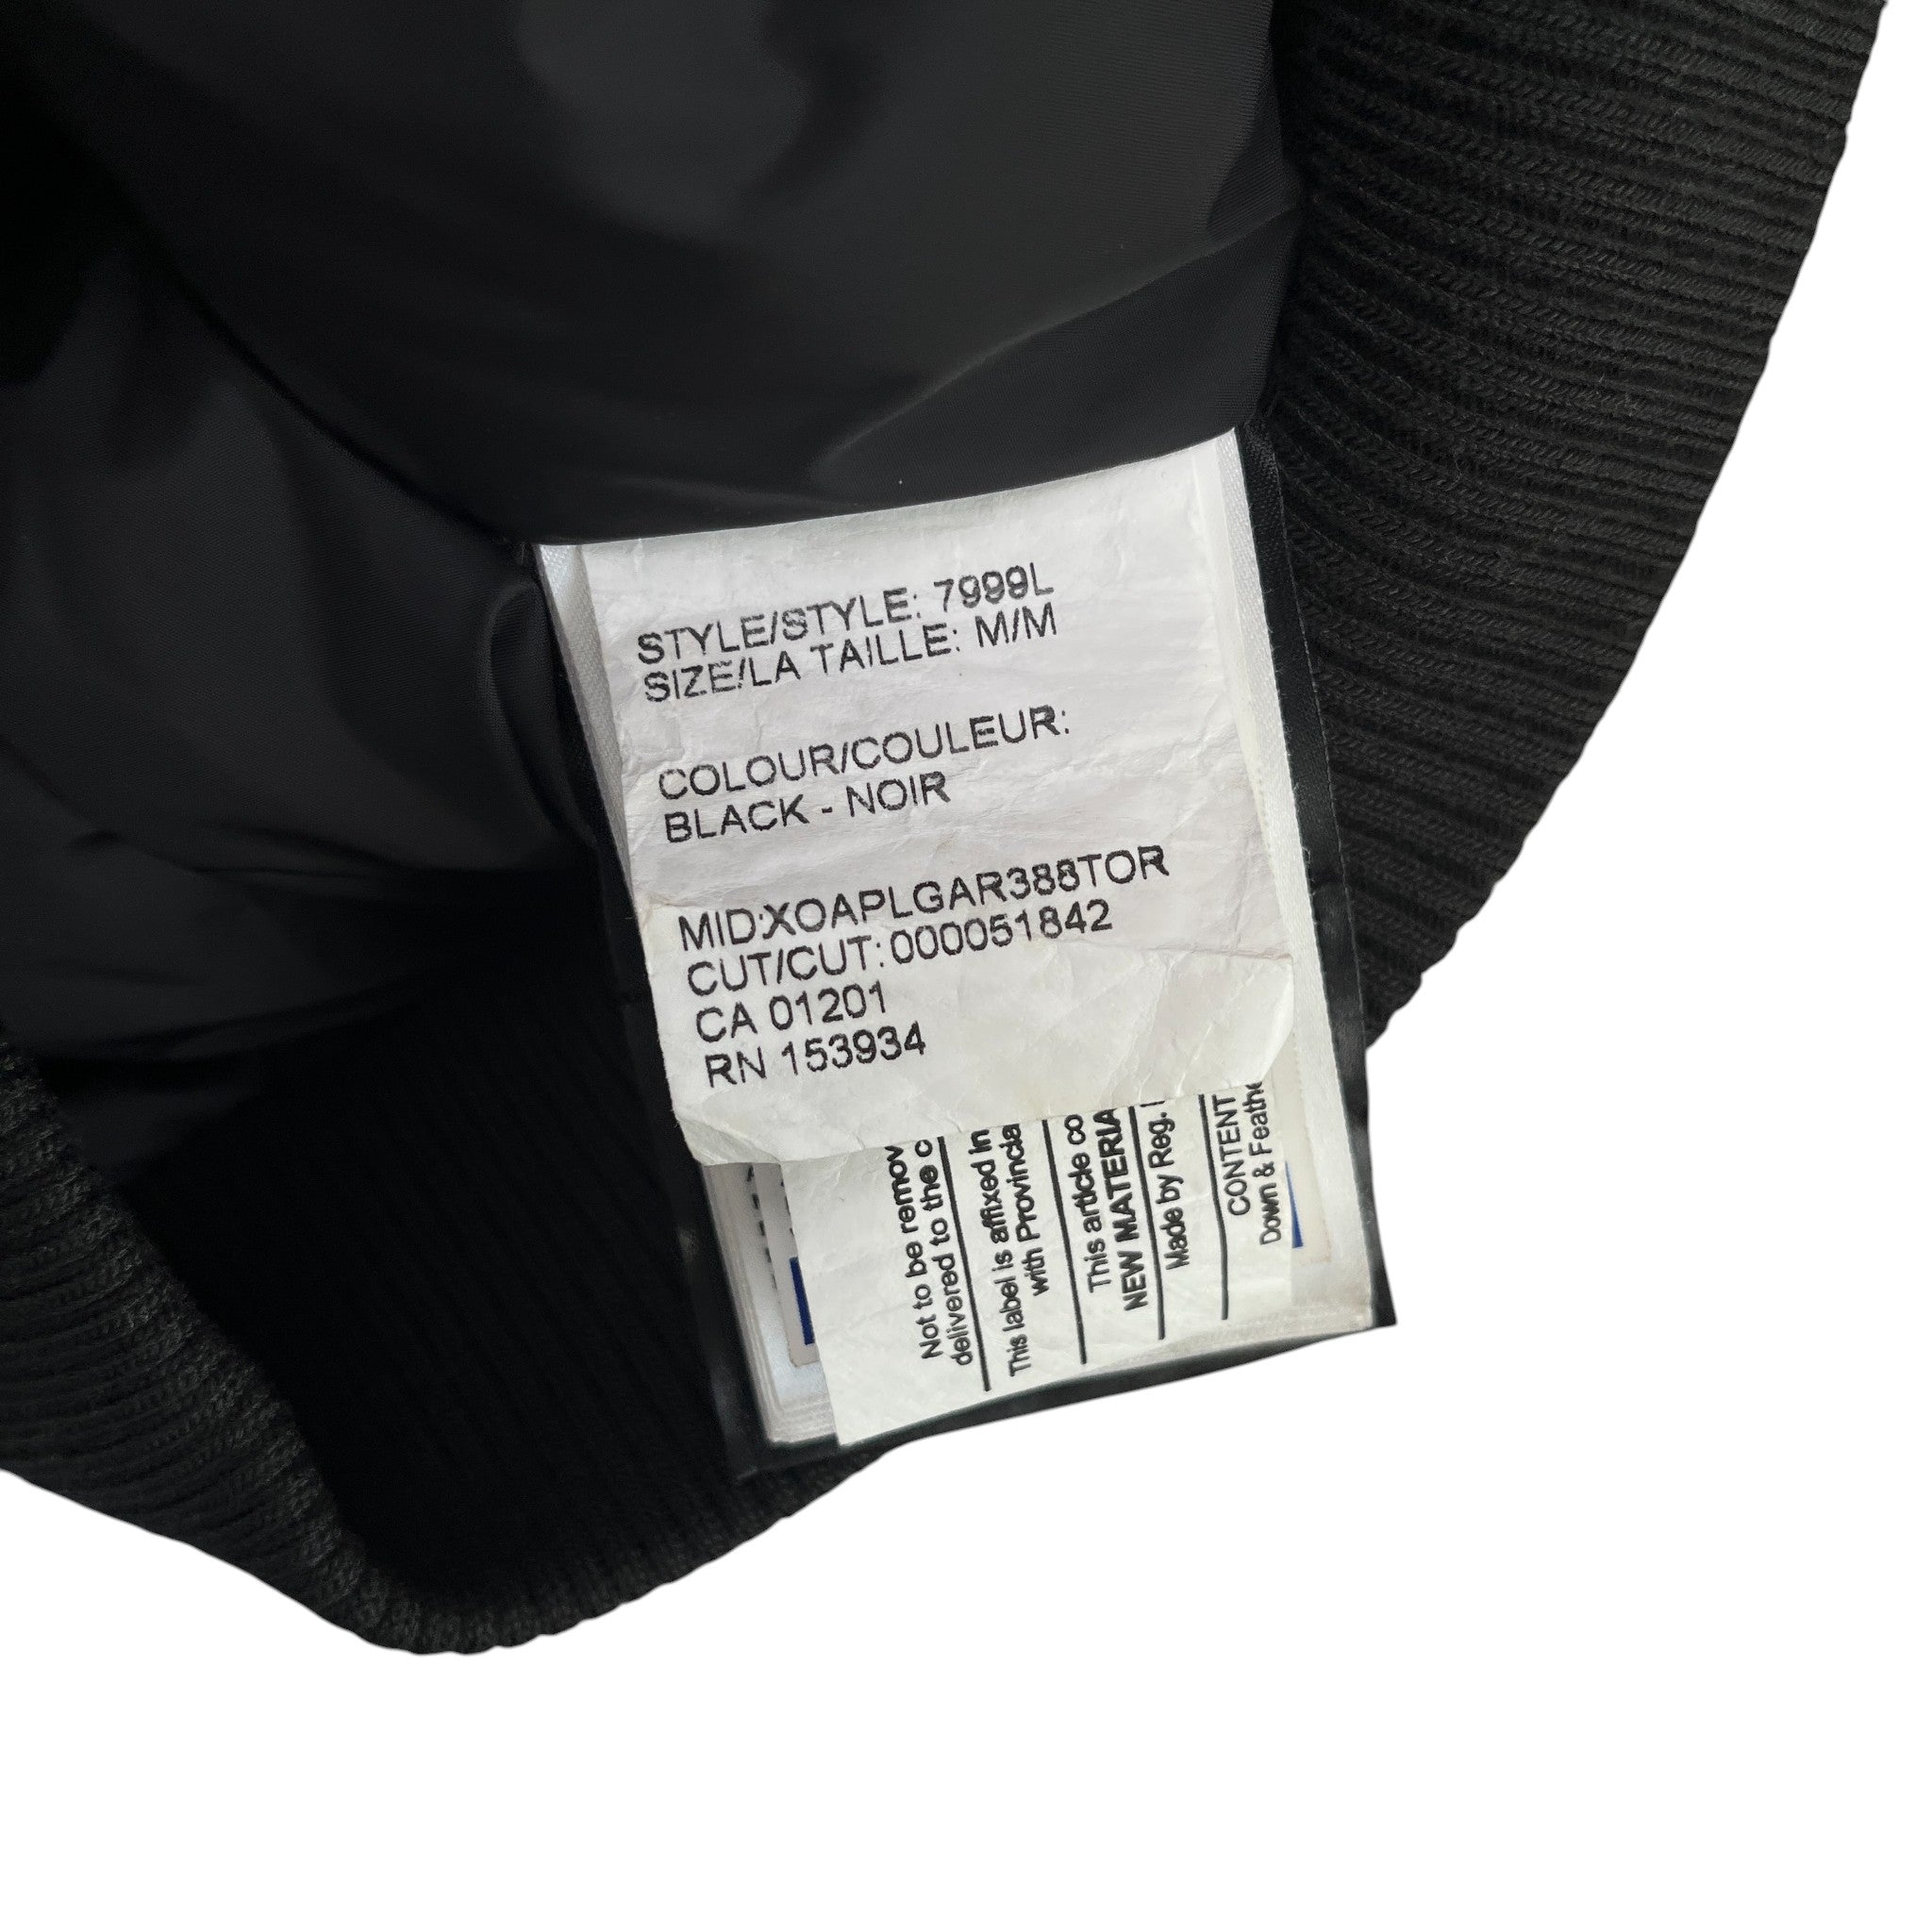 STYLE/STYLE: 7999L
SIZE/LA TAILLE: M/M
COLOUR/COULEUR:
BLACK - NOIR
MID:XOAPLGAR388TOR
CUT/CUT:000051842
CA 01201
RN 153934
Not to be remov
delivered to the c
This label is affixed in
with Provincia
This article co
NEW MATERIA
Made by Reg.
CONTENT
Down & Feathe